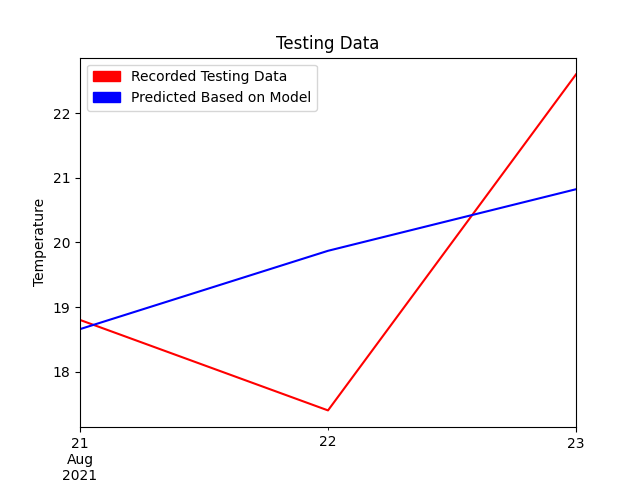 Testing Data
Recorded Testing Data
Predicted Based on Model
Temperature
22
21
20
19
18
21
Aug
2021
22
23